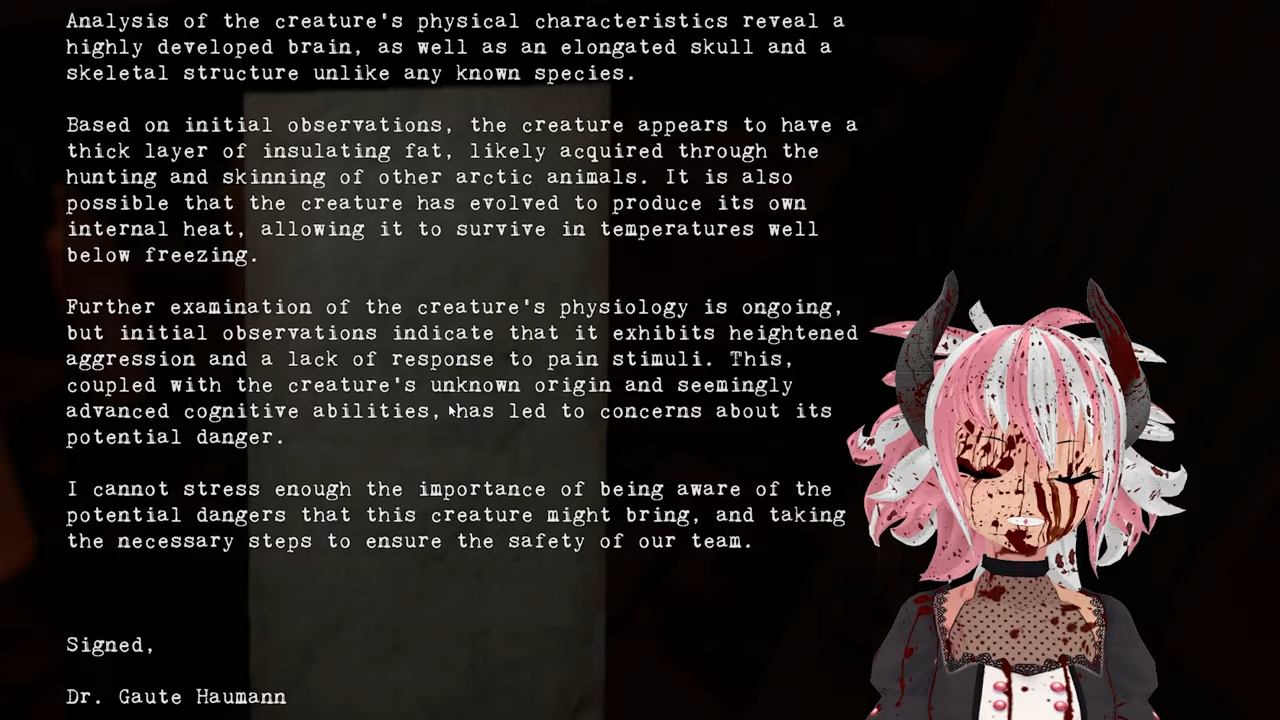 Analysis of the creature's physical characteristics reveal a
highly developed brain, as well as an elongated skull and a
skeletal structure unlike any known species.
Based on initial observations, the creature appears to have a
thick layer of insulating fat, likely acquired through the
hunting and skinning of other arctic animals. It is also
possible that the creature has evolved to produce its own
internal heat, allowing it to survive in temperatures well
below freezing.
Further examination of the creature's physiology is ongoing,
but initial observations indicate that it exhibits heightened
aggression and a lack of response to pain stimuli. This,
coupled with the creature's unknown origin and seemingly
advanced cognitive abilities, has led to concerns about its
potential danger.
I cannot stress enough the importance of being aware of the
potential dangers that this creature might bring, and taking
the necessary steps to ensure the safety of our team.
Signed,
Dr. Gaute Haumann